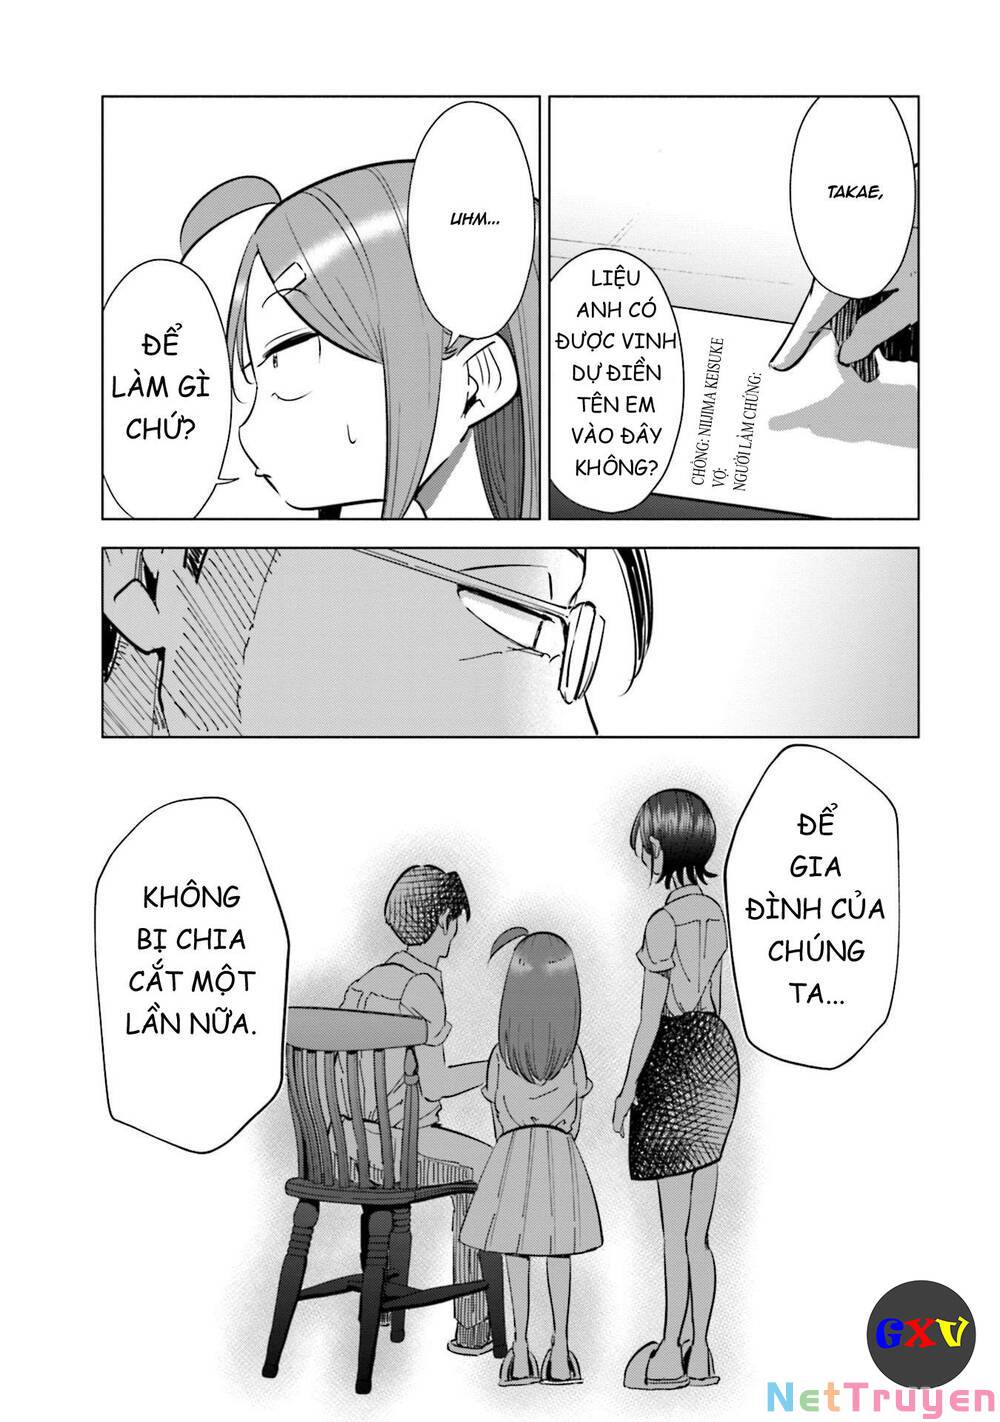 TAKAE,
LIỆU
ANH CÓ
ĐƯỢC VINH
DỰ ĐIỀN
TÊN EM
VÀO ĐÂY
KHÔNG?
CHỒNG: NIIJIMA KEISUKE
VỢ:
NGƯỜI LÀM CHỨNG:
UHM...
ĐỂ
LÀM GÌ
CHỨ?
ĐỂ
GIA
ĐÌNH CỦA
CHÚNG
TA...
KHÔNG
BỊ CHIA
CẮT MỘT
LẦN NỮA.
GXV
NetTruyen